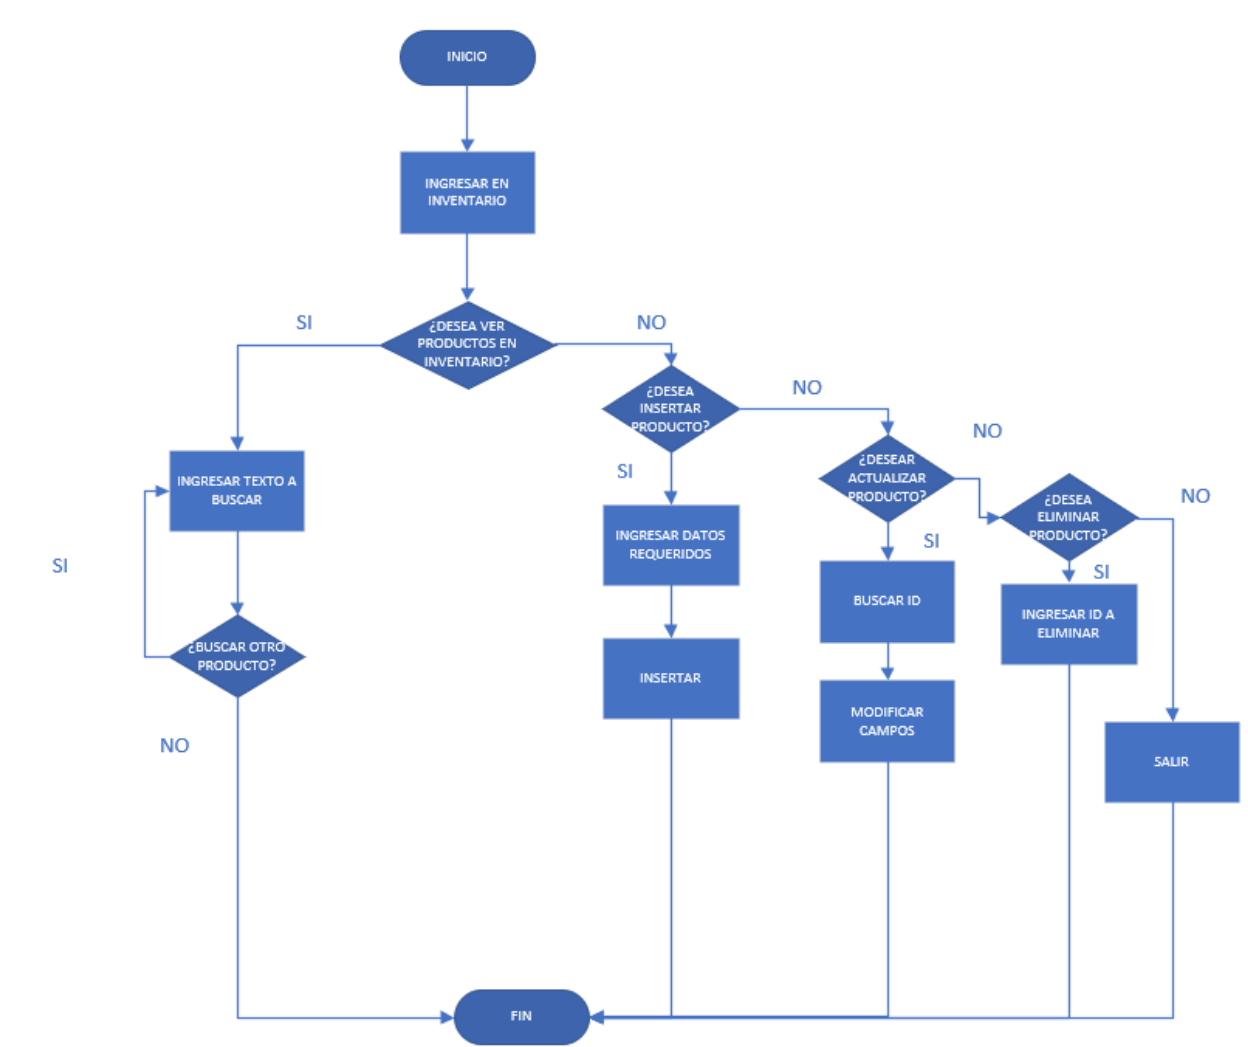 INICIO
INGRESAR EN
INVENTARIO
SI
¿DESEA VER
PRODUCTOS EN
INVENTARIO?
NO
¿DESEA
INSERTAR
PRODUCTO?
NO
SI
¿DESEAR
ACTUALIZAR
PRODUCTO?
NO
SI
¿DESEA
ELIMINAR
PRODUCTO?
NO
SI
INGRESAR TEXTO A
BUSCAR
SI
¿BUSCAR OTRO
PRODUCTO?
NO
INGRESAR DATOS
REQUERIDOS
INSERTAR
BUSCAR ID
MODIFICAR
CAMPOS
INGRESAR ID A
ELIMINAR
SALIR
FIN